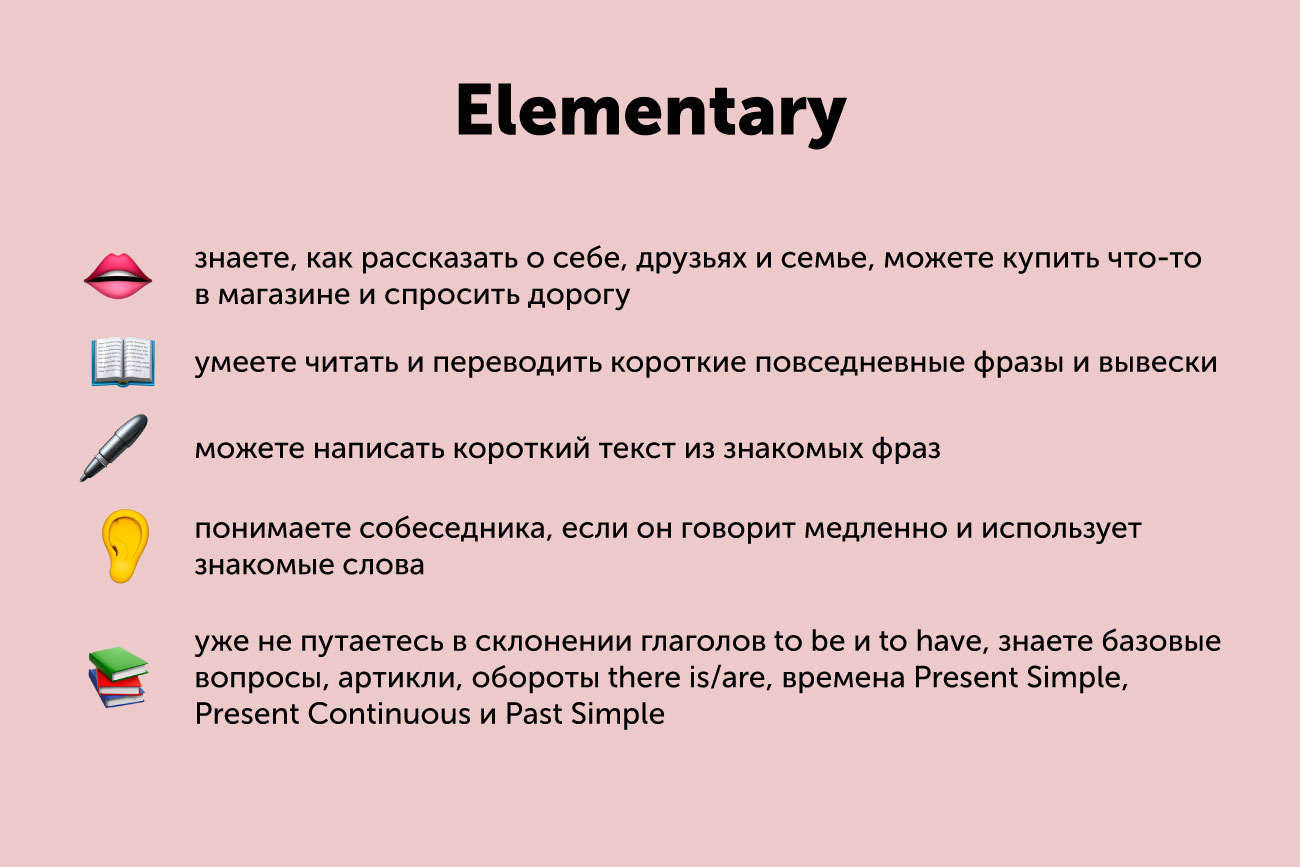 Elementary
знаете, как рассказать о себе, друзьях и семье, можете купить что-то
в магазине и спросить дорогу
умеете читать и переводить короткие повседневные фразы и вывески
можете написать короткий текст из знакомых фраз
понимаете собеседника, если он говорит медленно и использует
знакомые слова
уже не путаетесь в склонении глаголов to be и to have, знаете базовые
вопросы, артикли, обороты there is/are, времена Present Simple,
Present Continuous и Past Simple